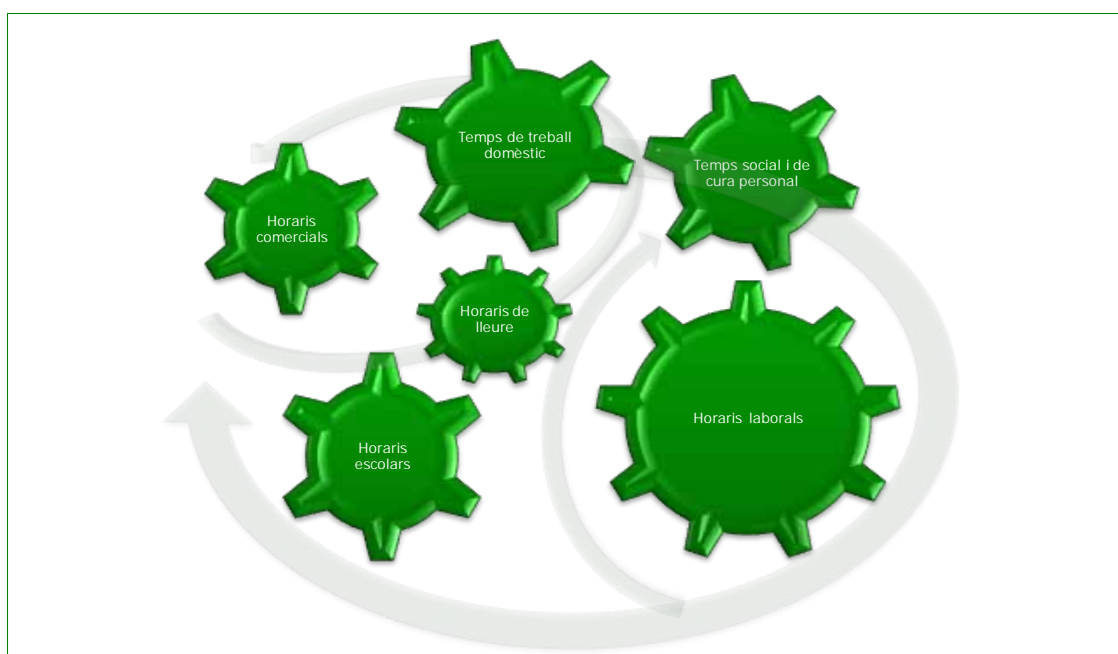 Temps de treball
domèstic
Temps social i de
cura personal
Horaris
comercials
Horaris de
lleure
Horaris laborals
Horaris
escolars